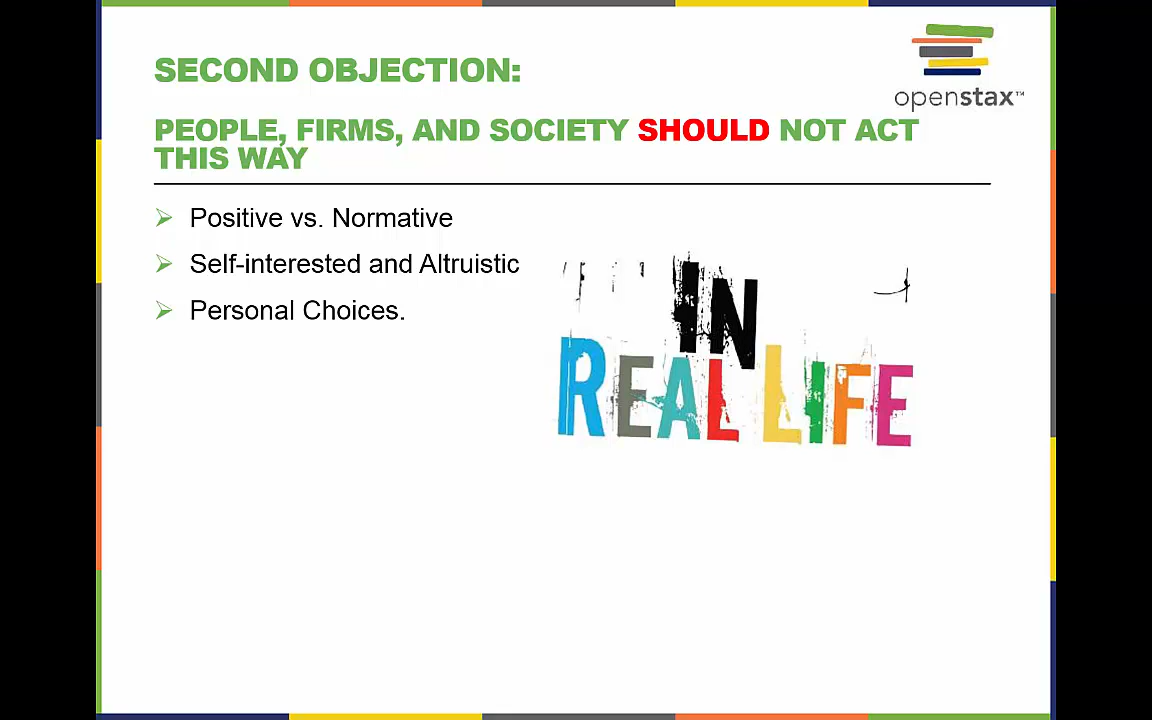 SECOND OBJECTION:
openstax™
PEOPLE, FIRMS, AND SOCIETY SHOULD NOT ACT
THIS WAY
Positive vs. Normative
Self-interested and Altruistic
Personal Choices.
IN
REAL LIFE